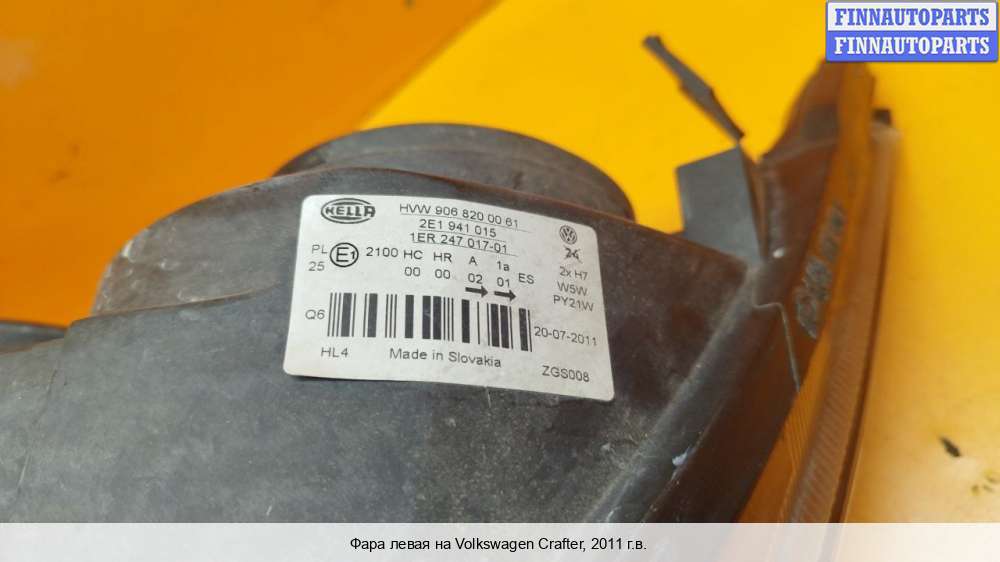 FINNAUTOPARTS
FINNAUTOPARTS
HELLA
HVW 906 820 00 61
2E1 941 015
1ER 247 017-01
PL
25
E1
2100 HC HR A 1a
00 00 02 01 ES
24
2x H7
W5W
PY21W
Q6
20-07-2011
HL4
Made in Slovakia
ZGS008
Фара левая на Volkswagen Crafter, 2011 г.в.